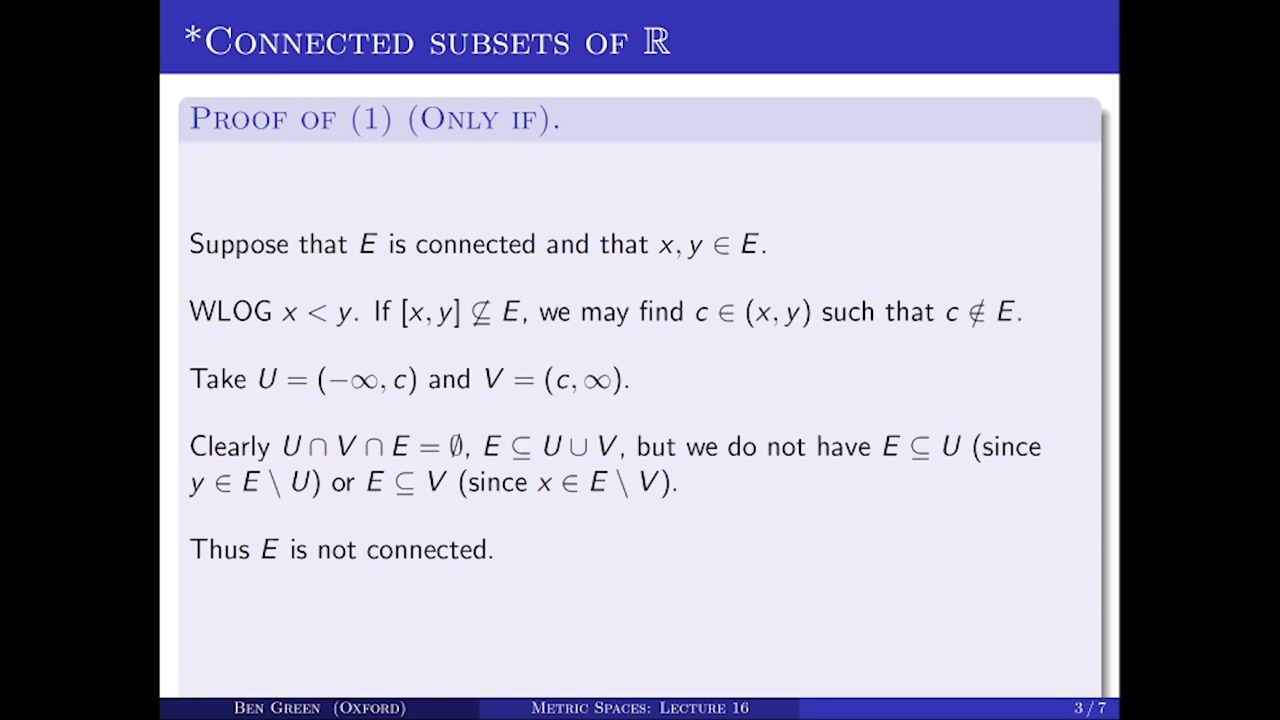 *Connected subsets of ℝ
Proof of (1) (Only if).
Suppose that E is connected and that x, y ∈ E.
WLOG x < y. If [x, y] ⊈ E, we may find c ∈ (x, y) such that c ∉ E.
Take U = (−∞, c) and V = (c, ∞).
Clearly U ∩ V ∩ E = ∅, E ⊆ U ∪ V, but we do not have E ⊆ U (since
y ∈ E \ U) or E ⊆ V (since x ∈ E \ V).
Thus E is not connected.
Ben Green (Oxford) Metric Spaces: Lecture 16 3 / 7